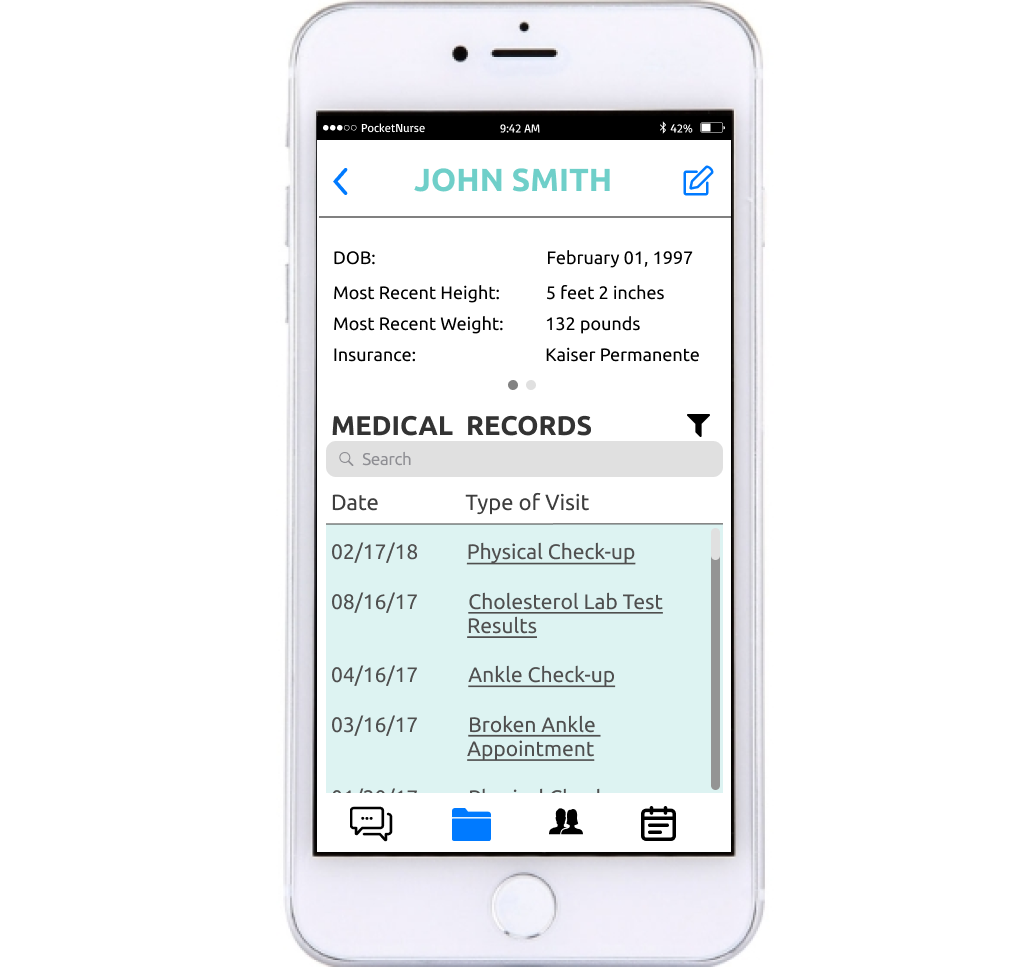 PocketNurse 9:42 AM 42%
JOHN SMITH
DOB: February 01, 1997
Most Recent Height: 5 feet 2 inches
Most Recent Weight: 132 pounds
Insurance: Kaiser Permanente
MEDICAL RECORDS
Search
Date Type of Visit
02/17/18 Physical Check-up
08/16/17 Cholesterol Lab Test
Results
04/16/17 Ankle Check-up
03/16/17 Broken Ankle
Appointment